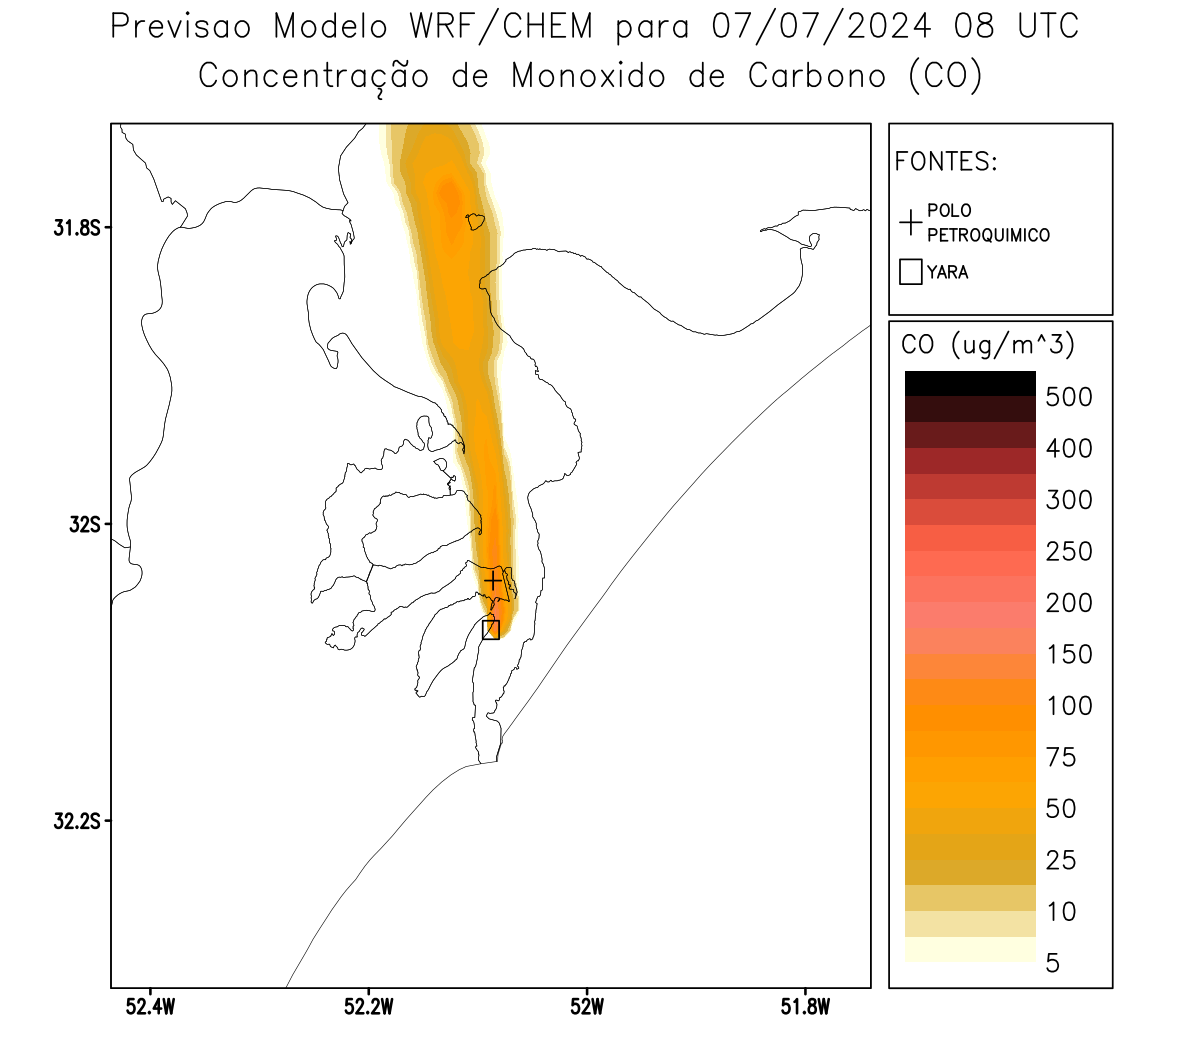 Previsao Modelo WRF/CHEM para 07/07/2024 08 UTC
Concentração de Monoxido de Carbono (CO)
FONTES:
POLO
PETROQUIMICO
YARA
CO (ug/m^3)
500
400
300
250
200
150
100
75
50
25
10
5
31.8S
32S
32.2S
52.4W
52.2W
52W
51.8W